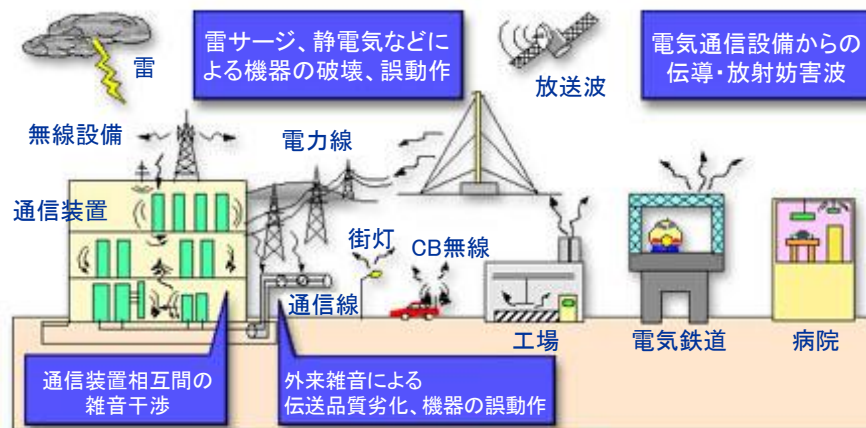 雷サージ、静電気などに
よる機器の破壊、誤動作
電気通信設備からの
伝導・放射妨害波
雷
放送波
無線設備
電力線
通信装置
街灯
CB無線
通信線
工場
電気鉄道
病院
通信装置相互間の
雑音干渉
外来雑音による
伝送品質劣化、機器の誤動作